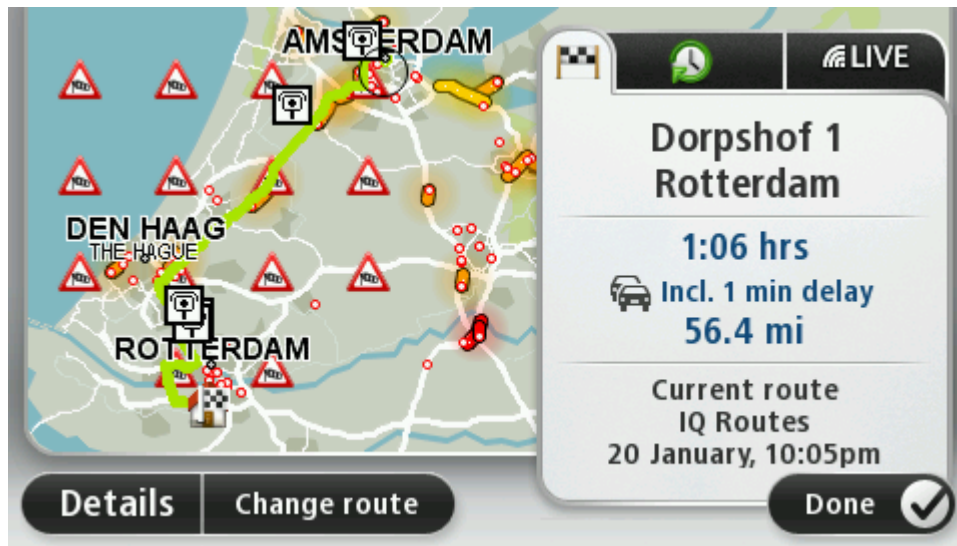 AMSTERDAM
DEN HAAG
THE HAGUE
ROTTERDAM
LIVE
Dorpshof 1
Rotterdam
1:06 hrs
Incl. 1 min delay
56.4 mi
Current route
IQ Routes
20 January, 10:05pm
Details
Change route
Done